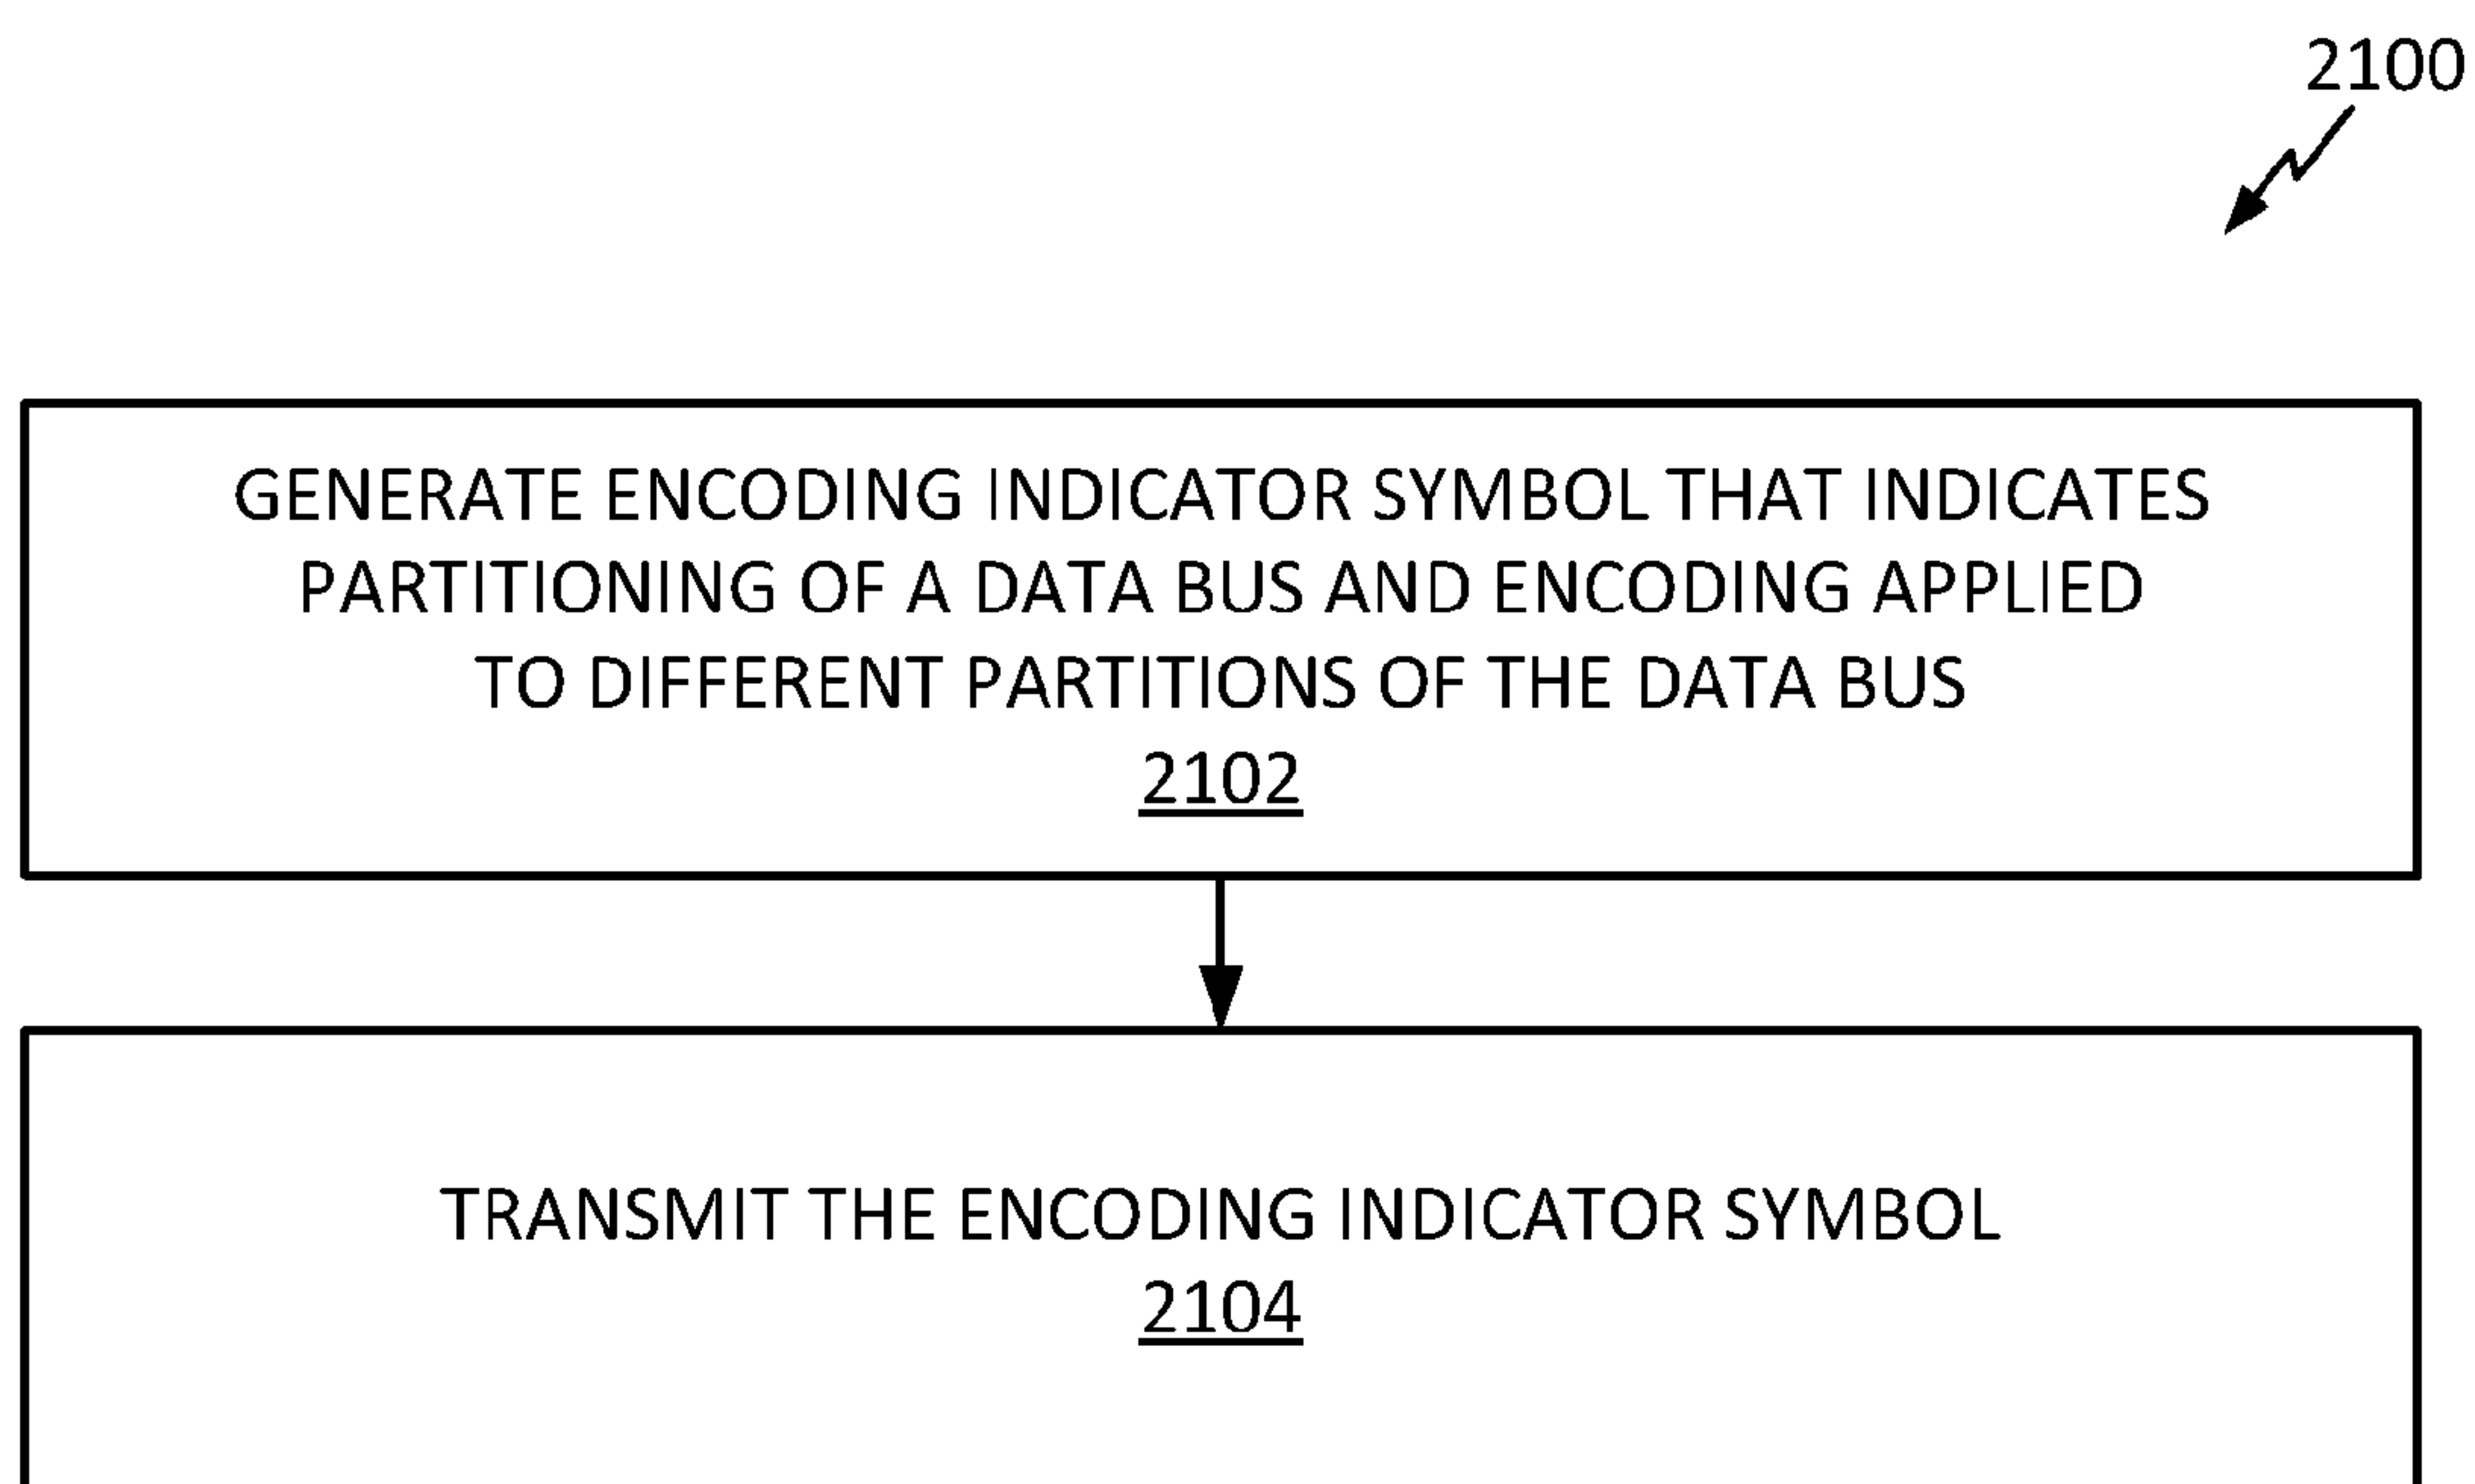 2100
GENERATE ENCODING INDICATOR SYMBOL THAT INDICATES
PARTITIONING OF A DATA BUS AND ENCODING APPLIED
TO DIFFERENT PARTITIONS OF THE DATA BUS
2102
TRANSMIT THE ENCODING INDICATOR SYMBOL
2104